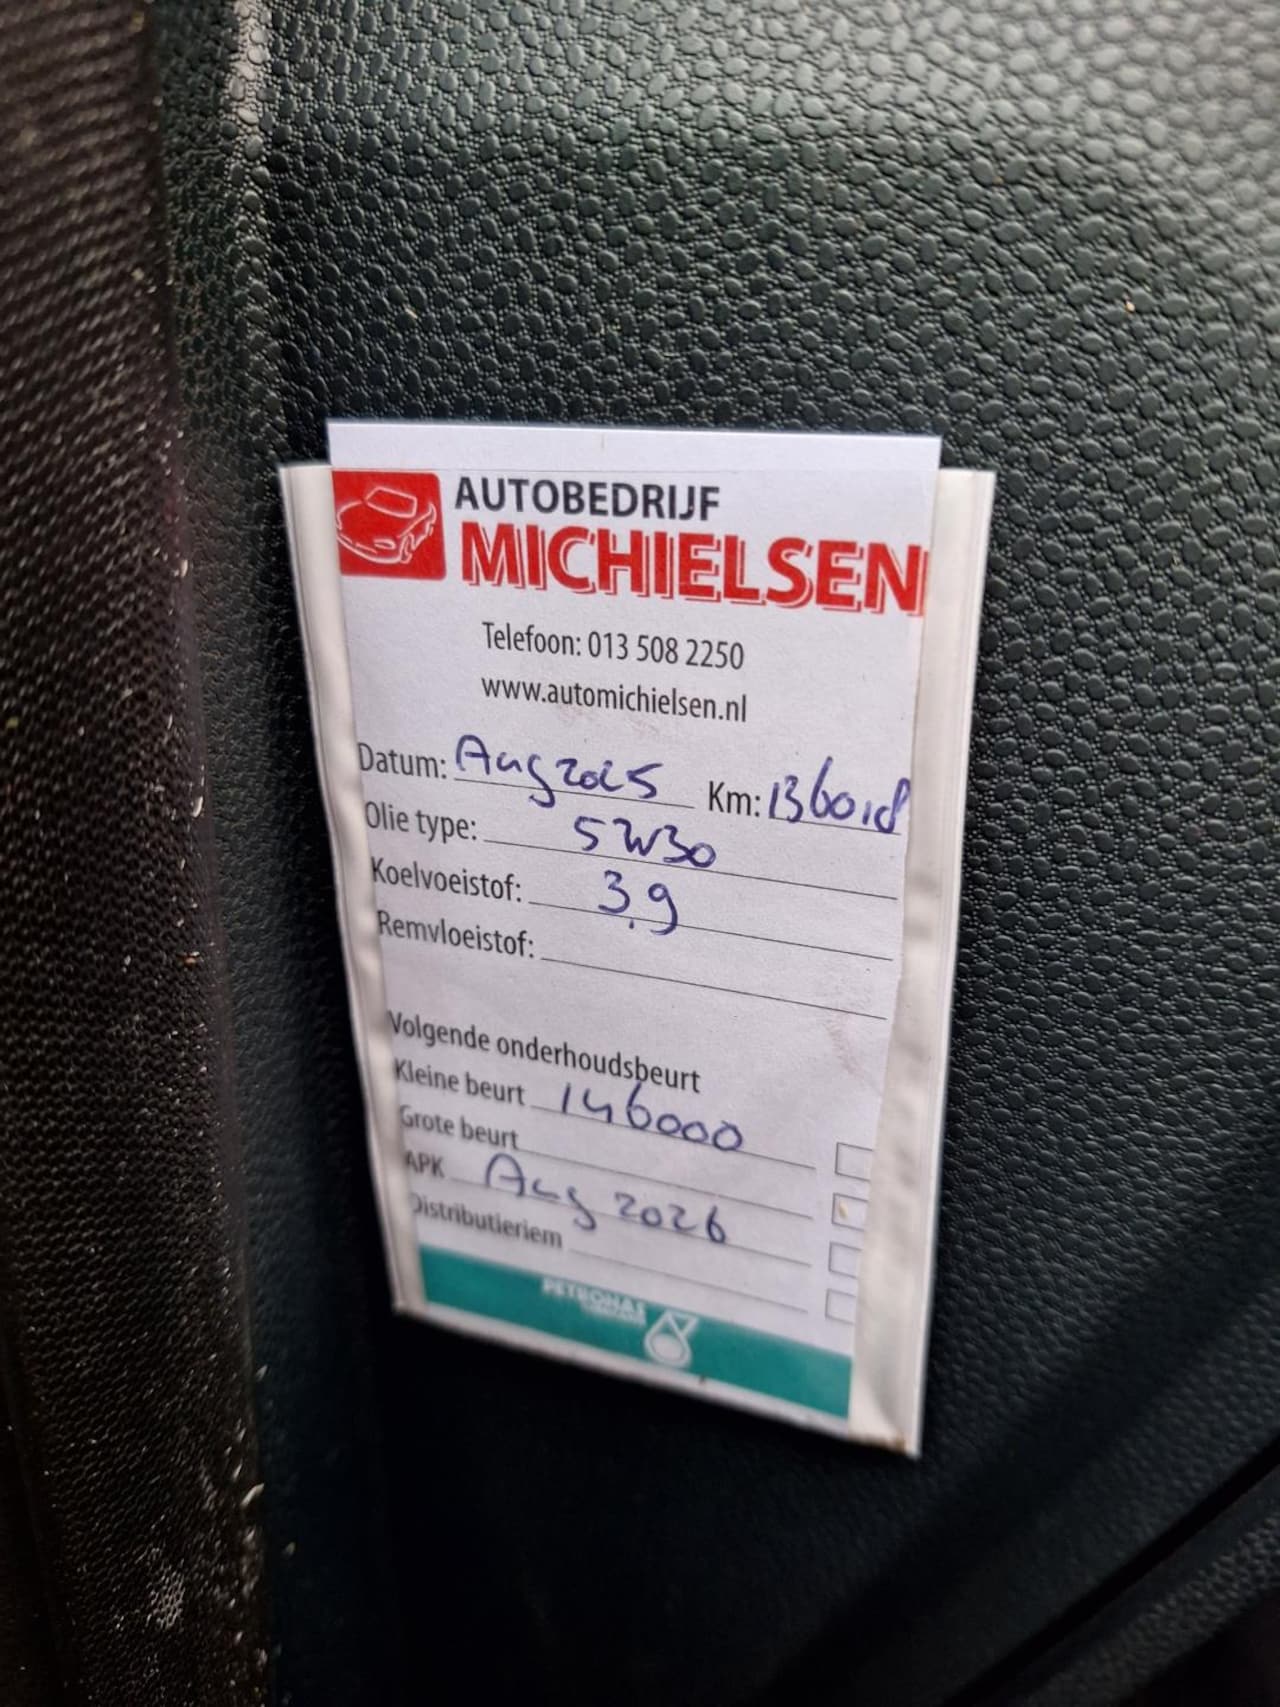 AUTOBEDRIJF
MICHIELSEN
Telefoon: 013 508 2250
www.automichielsen.nl
Datum: Aug 2025 Km: 136018
Olie type: 5W30
Koelvoeistof: 3.9
Remvloeistof:
Volgende onderhoudsbeurt
Kleine beurt 146000
Grote beurt
APK Aug 2026
Distributieriem
PETRONAS